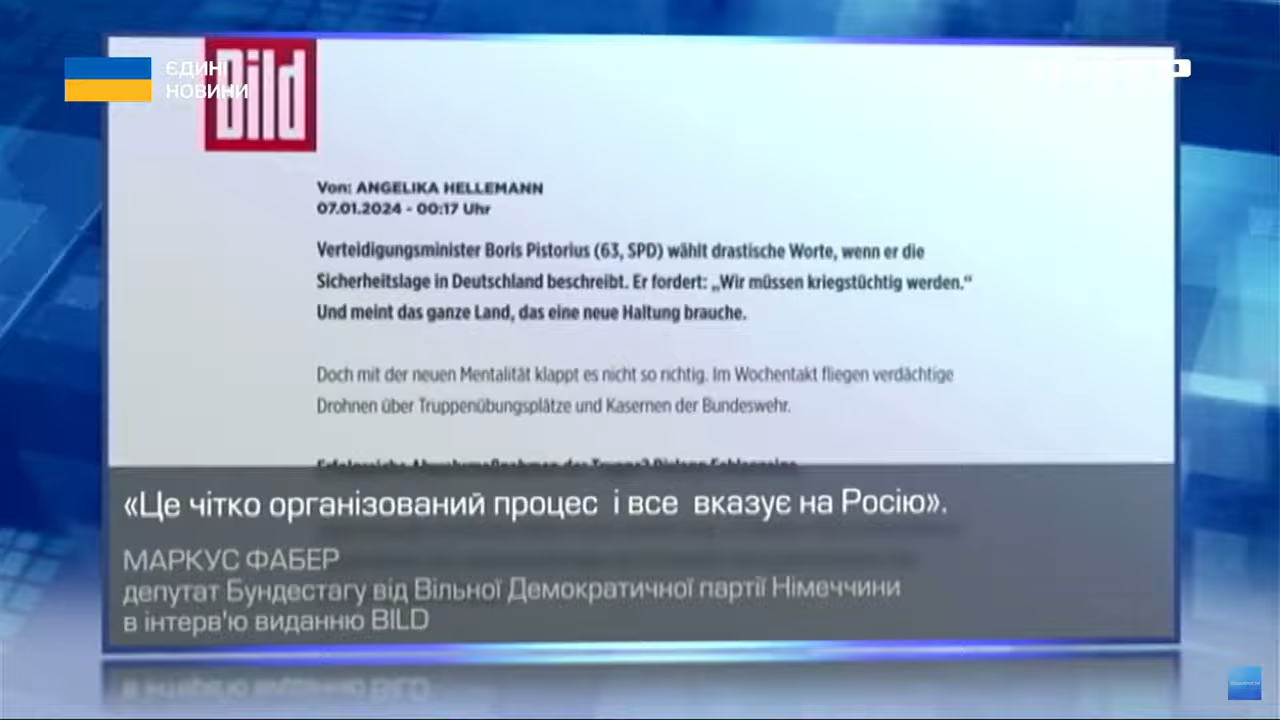 ЄДИНІ
НОВИНИ
Bild
Von: ANGELIKA HELLEMANN
07.01.2024 - 00:17 Uhr
Verteidigungsminister Boris Pistorius (63, SPD) wählt drastische Worte, wenn er die
Sicherheitslage in Deutschland beschreibt. Er fordert: „Wir müssen kriegstüchtig werden.“
Und meint das ganze Land, das eine neue Haltung brauche.
Doch mit der neuen Mentalität klappt es nicht so richtig. Im Wochentakt fliegen verdächtige
Drohnen über Truppenübungsplätze und Kasernen der Bundeswehr.
«Це чітко організований процес і все вказує на Росію».
МАРКУС ФАБЕР
депутат Бундестагу від Вільної Демократичної партії Німеччини
в інтерв'ю виданню BILD